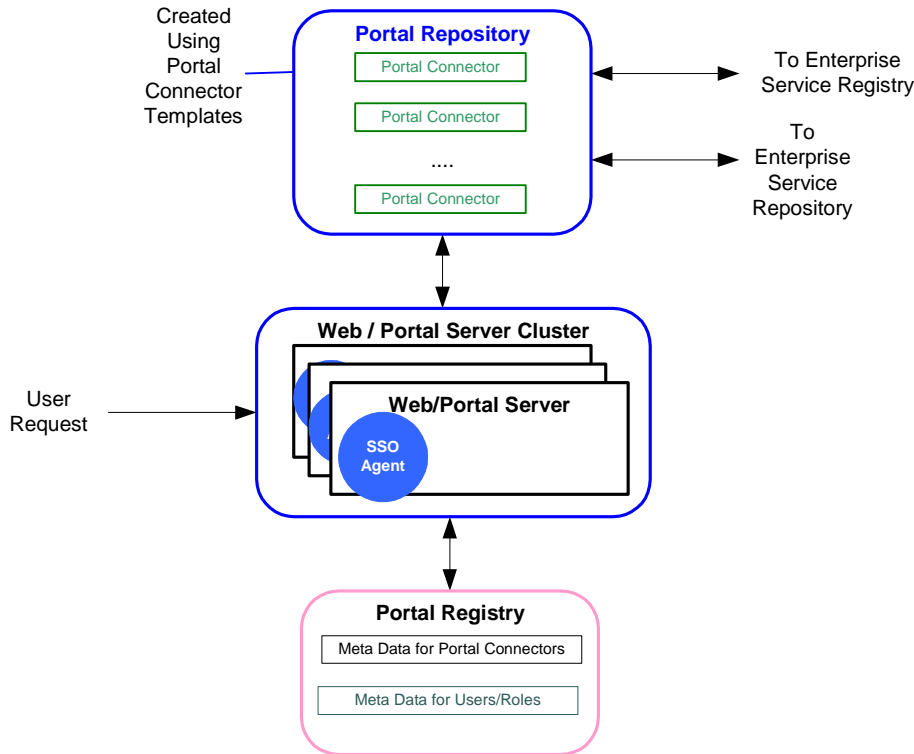 Created
Using
Portal
Connector
Templates
Portal Repository
Portal Connector
Portal Connector
....
Portal Connector
To Enterprise
Service Registry
To
Enterprise
Service
Repository
Web / Portal Server Cluster
Web/Portal Server
SSO
Agent
User
Request
Portal Registry
Meta Data for Portal Connectors
Meta Data for Users/Roles